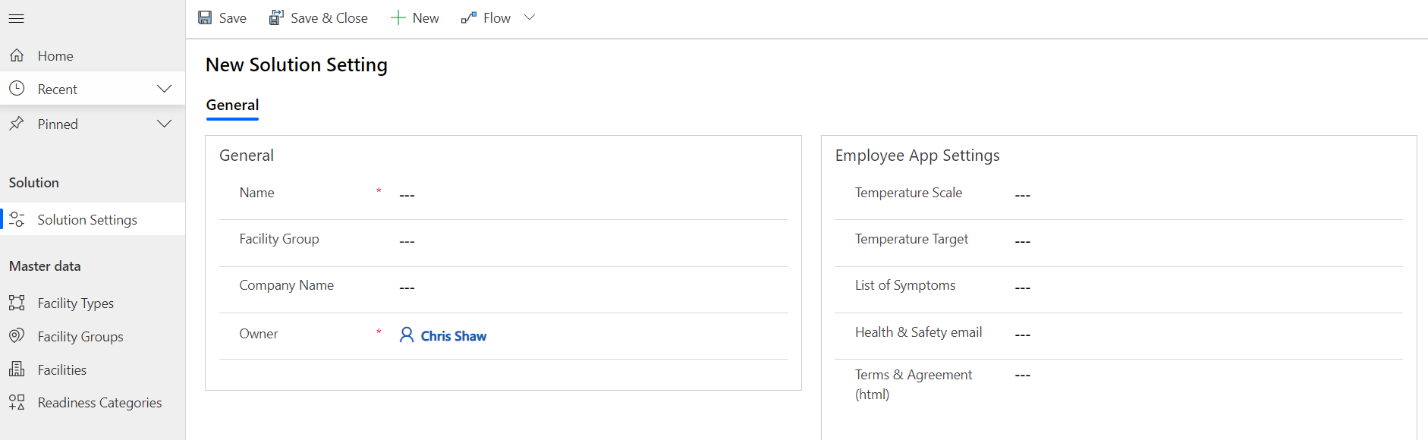 Save
Save & Close
New
Flow
Home
Recent
Pinned
Solution
Solution Settings
Master data
Facility Types
Facility Groups
Facilities
Readiness Categories
New Solution Setting
General
General
Name * ---
Facility Group ---
Company Name ---
Owner * Chris Shaw
Employee App Settings
Temperature Scale ---
Temperature Target ---
List of Symptoms ---
Health & Safety email ---
Terms & Agreement ---
(html)